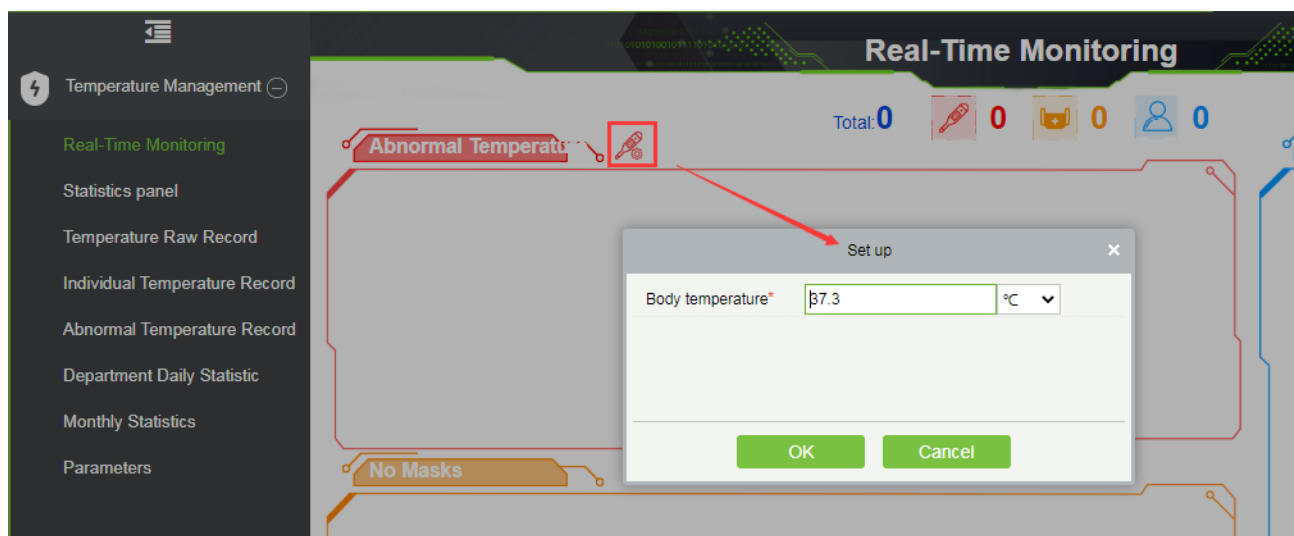 Real-Time Monitoring
Temperature Management
Total:0 0 0 0
Real-Time Monitoring
Abnormal
Statistics panel
Temperature Raw Record
Set up
Individual Temperature Record
Body temperature* 37.3 ℃
Abnormal Temperature Record
Department Daily Statistic
Monthly Statistics
OK Cancel
Parameters
No Masks